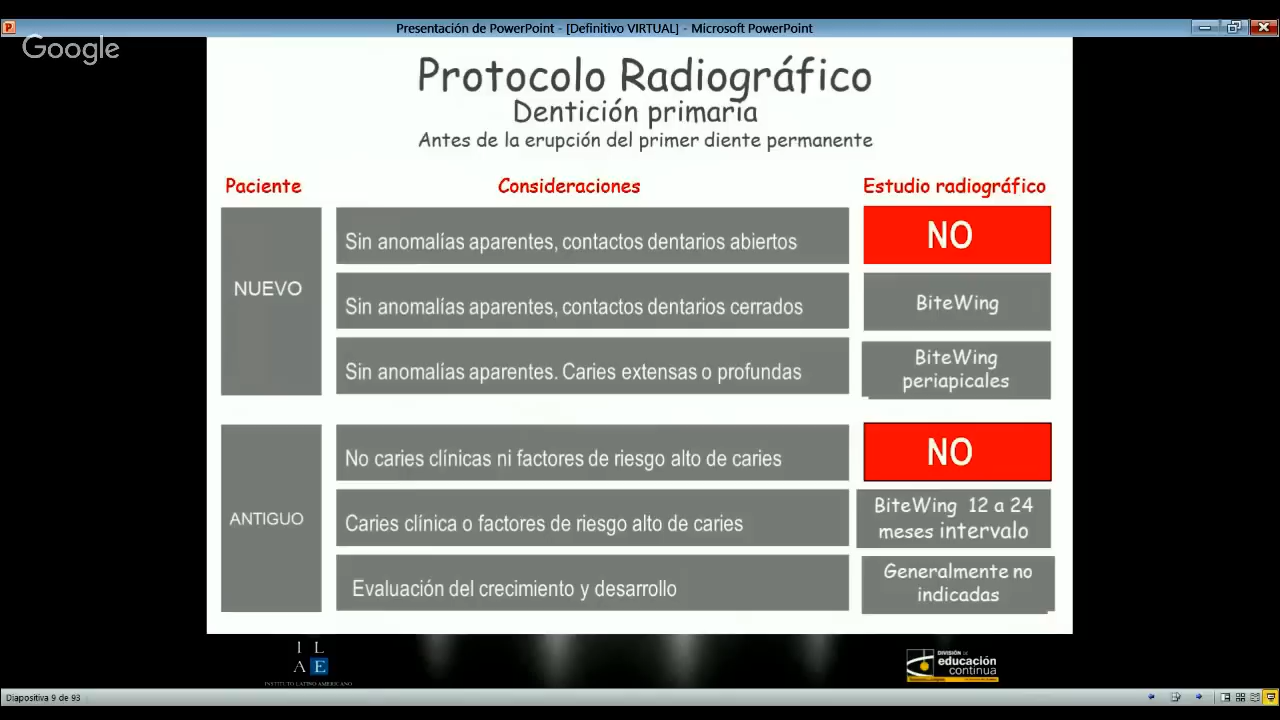 Presentación de PowerPoint - [Definitivo VIRTUAL] - Microsoft PowerPoint
Google
Protocolo Radiográfico
Dentición primaria
Antes de la erupción del primer diente permanente
Paciente
Consideraciones
Estudio radiográfico
NUEVO
Sin anomalías aparentes, contactos dentarios abiertos
NO
Sin anomalías aparentes, contactos dentarios cerrados
BiteWing
Sin anomalías aparentes. Caries extensas o profundas
BiteWing
periapicales
ANTIGUO
No caries clínicas ni factores de riesgo alto de caries
NO
Caries clínica o factores de riesgo alto de caries
BiteWing 12 a 24
meses intervalo
Evaluación del crecimiento y desarrollo
Generalmente no
indicadas
I L
A E
INSTITUTO LATINO AMERICANO
DIVISIÓN DE
educación
continua
Diapositiva 9 de 93